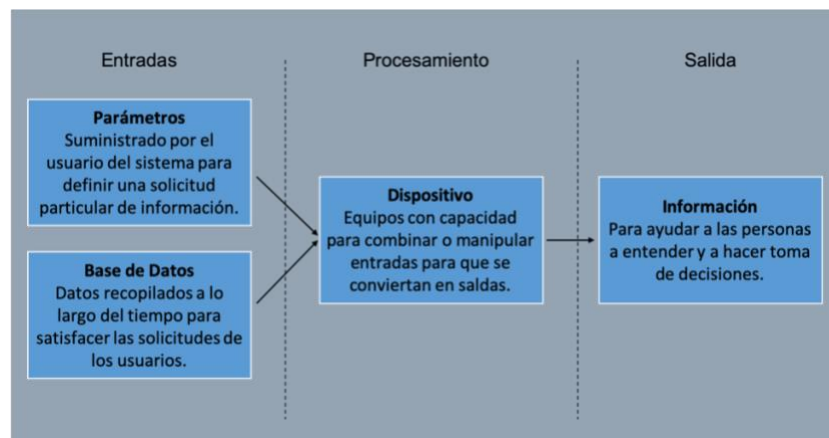 Entradas
Procesamiento
Salida
Parámetros
Suministrado por el
usuario del sistema para
definir una solicitud
particular de información.
Base de Datos
Datos recopilados a lo
largo del tiempo para
satisfacer las solicitudes de
los usuarios.
Dispositivo
Equipos con capacidad
para combinar o manipular
entradas para que se
conviertan en saldas.
Información
Para ayudar a las personas
a entender y a hacer toma
de decisiones.